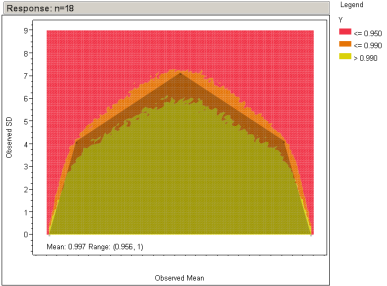 Response: n=18
Legend
Y
<= 0.950
<= 0.990
> 0.990
9
8
7
6
5
4
3
2
1
0
Observed SD
Mean: 0.997 Range: (0.956, 1)
Observed Mean